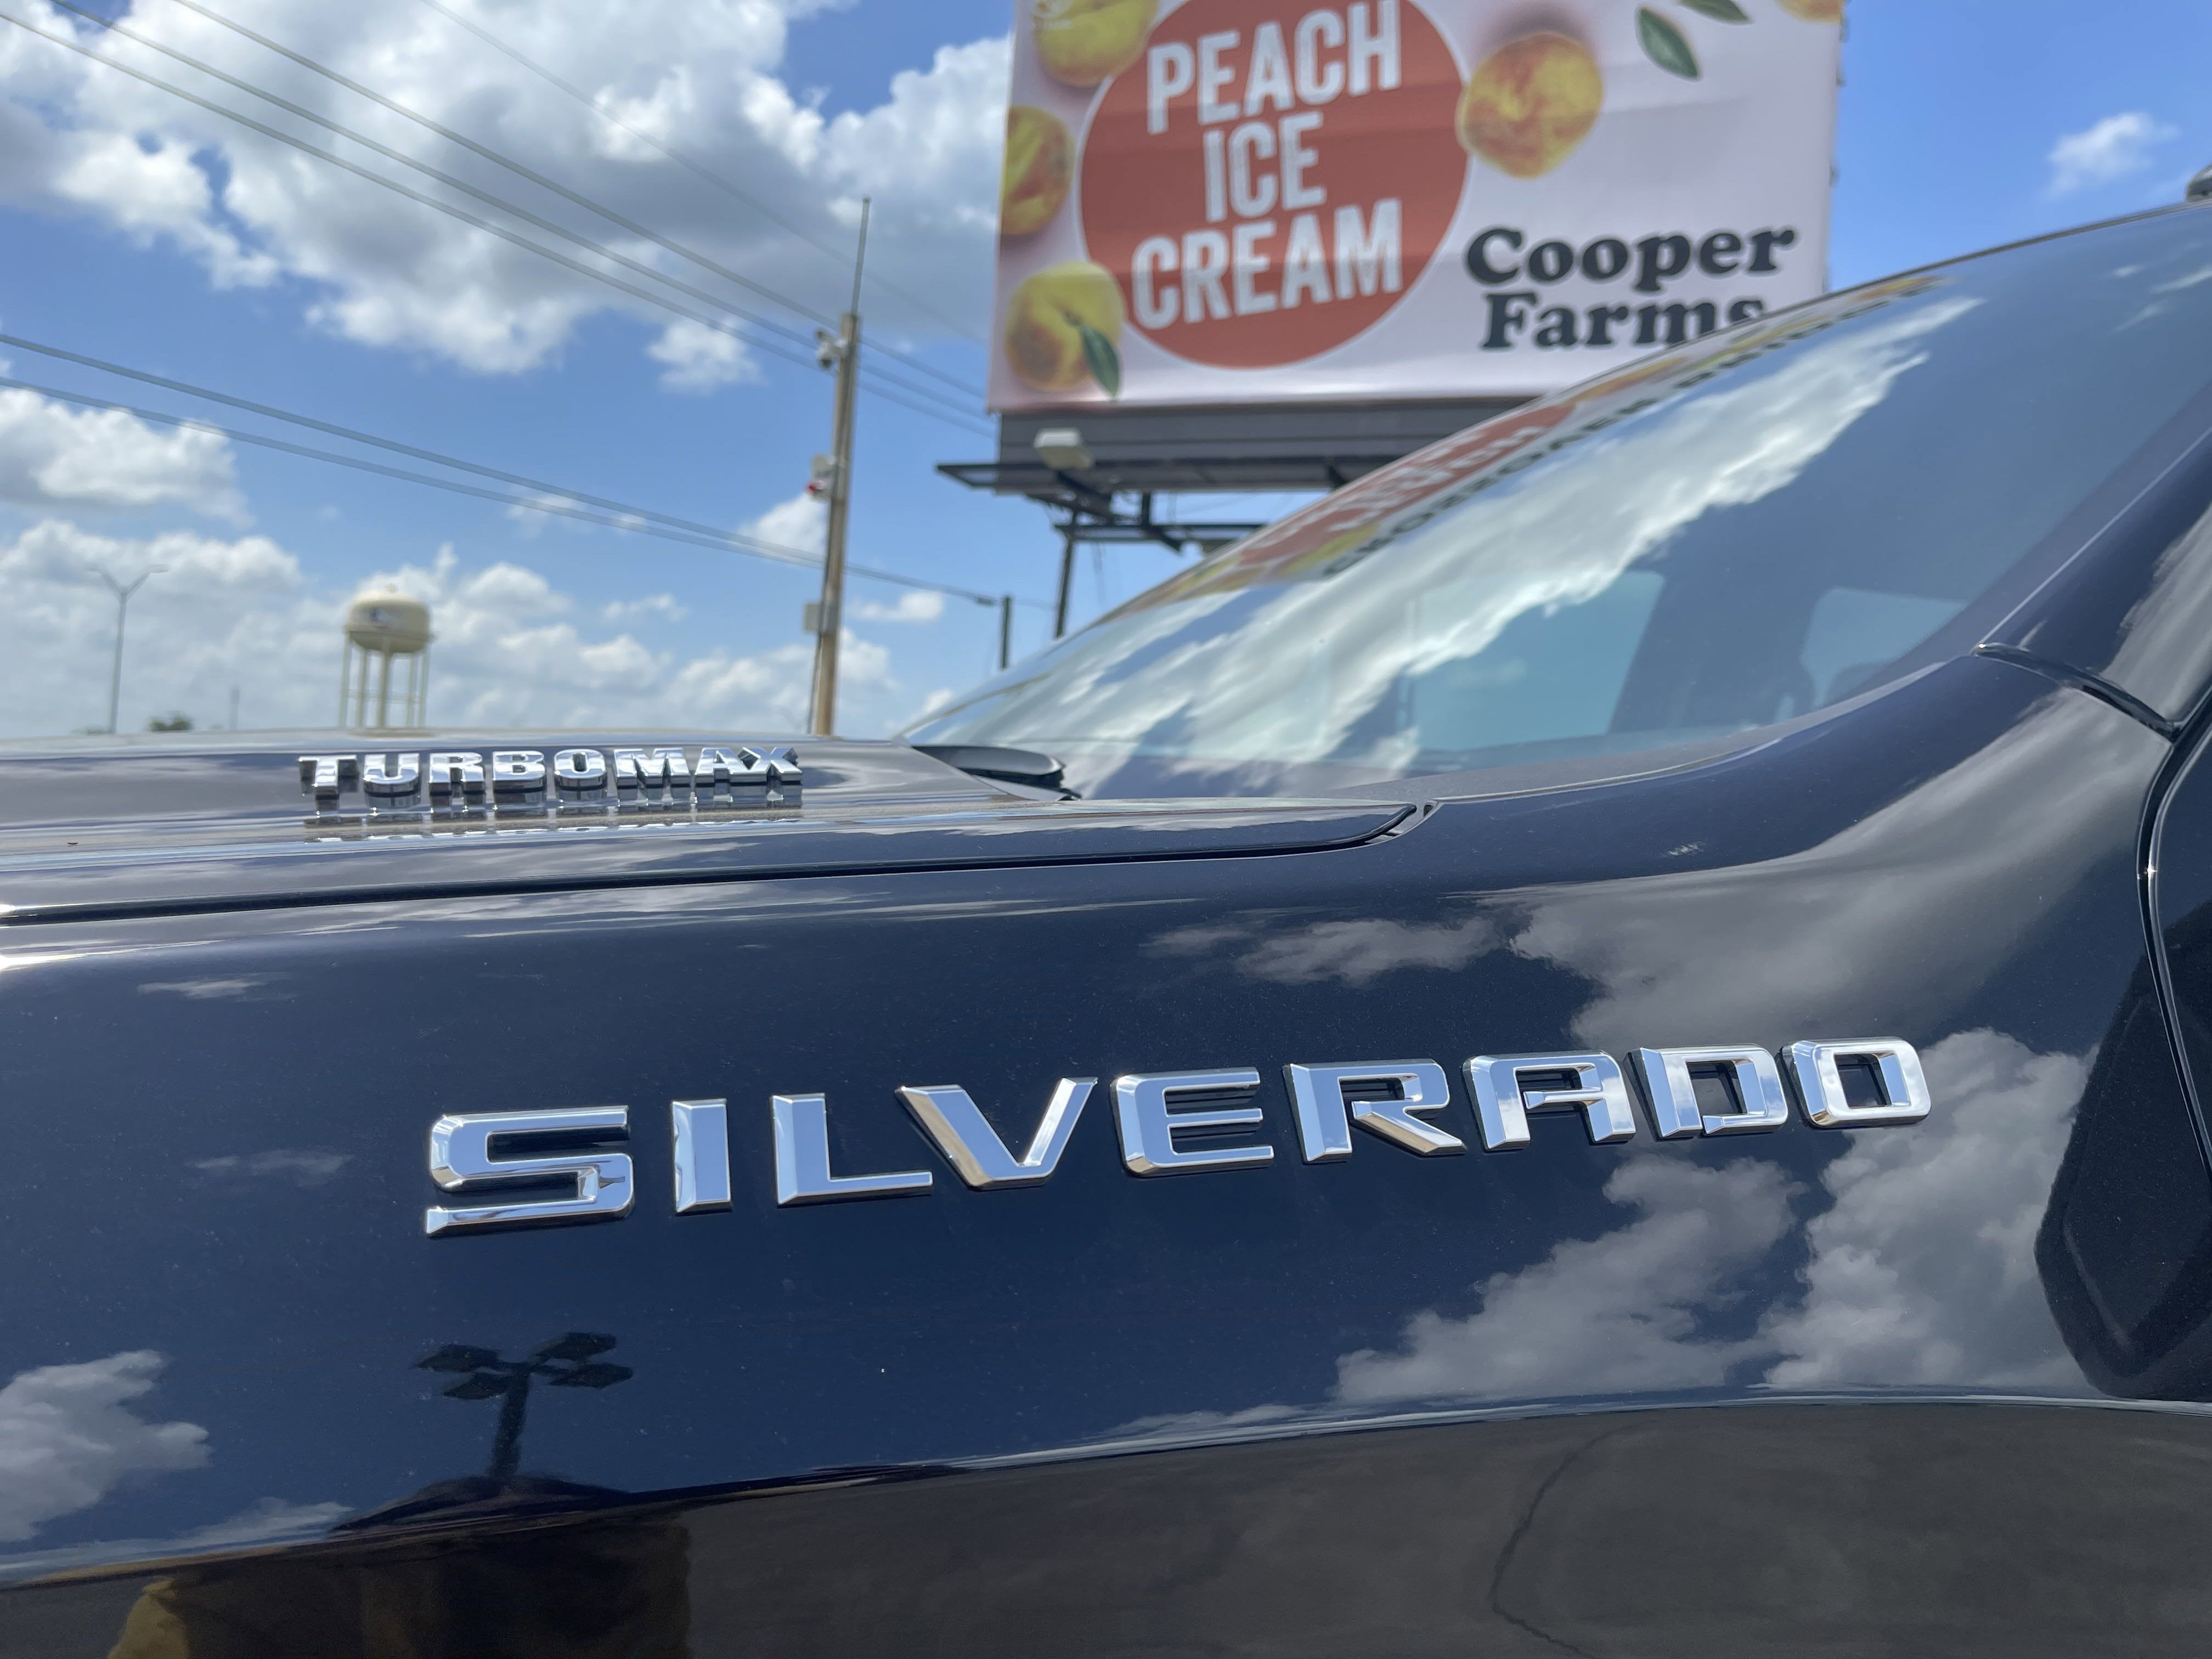 PEACH
ICE
CREAM
Cooper
Farms
TURBOMAX
SILVERADO